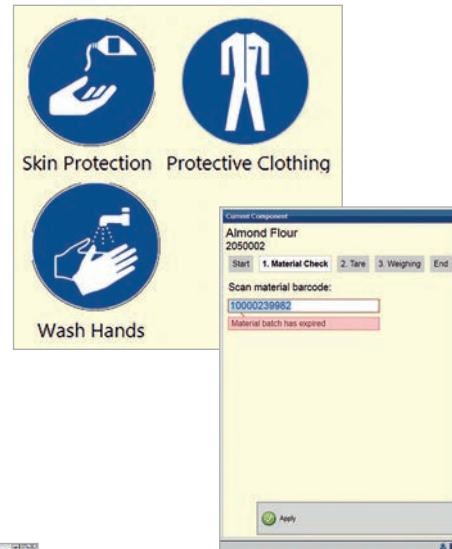 Skin Protection
Protective Clothing
Wash Hands
Current Component
Almond Flour
2050002
Start 1. Material Check 2. Tare 3. Weighing End
Scan material barcode:
10000239982
Material batch has expired
Apply